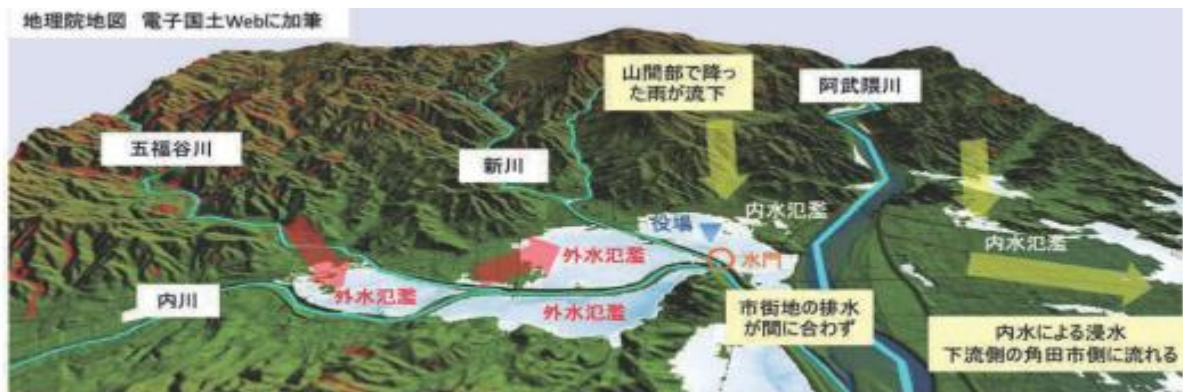 地理院地図 電子国土Webに加筆
山間部で降っ
た雨が流下
阿武隈川
五福谷川
新川
役場
内水氾濫
内水氾濫
外水氾濫
水門
内川
外水氾濫
外水氾濫
市街地の排水
が間に合わず
内水による浸水
下流側の角田市側に流れる